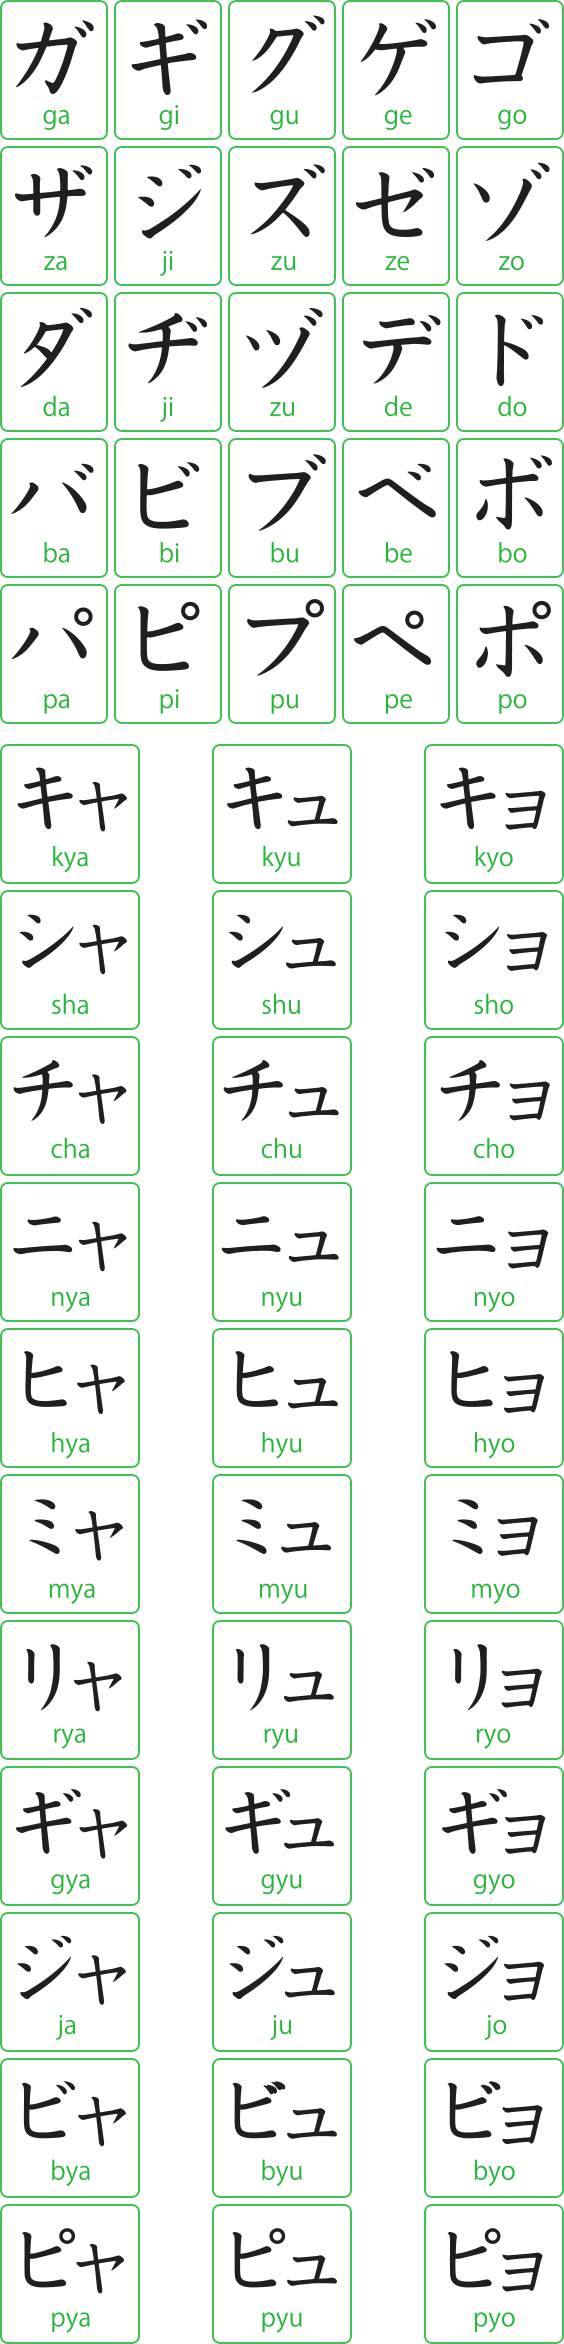 ガ ギ グ ゲ ゴ
ga gi gu ge go
ザ ジ ズ ゼ ゾ
za ji zu ze zo
ダ ヂ ヅ デ ド
da ji zu de do
バ ビ ブ ベ ボ
ba bi bu be bo
パ ピ プ ペ ポ
pa pi pu pe po
キャ キュ キョ
kya kyu kyo
シャ シュ ショ
sha shu sho
チャ チュ チョ
cha chu cho
ニャ ニュ ニョ
nya nyu nyo
ヒャ ヒュ ヒョ
hya hyu hyo
ミャ ミュ ミョ
mya myu myo
リャ リュ リョ
rya ryu ryo
ギャ ギュ ギョ
gya gyu gyo
ジャ ジュ ジョ
ja ju jo
ビャ ビュ ビョ
bya byu byo
ピャ ピュ ピョ
pya pyu pyo